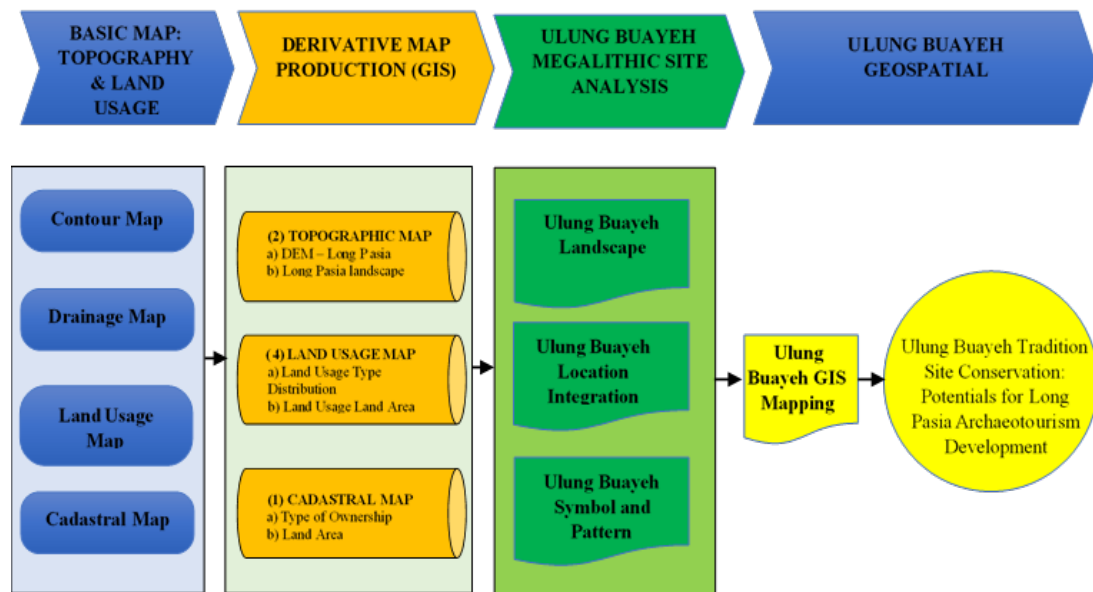 BASIC MAP:
TOPOGRAPHY
& LAND
USAGE
DERIVATIVE MAP
PRODUCTION (GIS)
ULUNG BUAYEH
MEGALITHIC SITE
ANALYSIS
ULUNG BUAYEH
GEOSPATIAL
Contour Map
Drainage Map
Land Usage
Map
Cadastral Map
(2) TOPOGRAPHIC MAP
a) DEM – Long Pasia
b) Long Pasia landscape
(4) LAND USAGE MAP
a) Land Usage Type
Distribution
b) Land Usage Land Area
(1) CADASTRAL MAP
a) Type of Ownership
b) Land Area
Ulung Buayeh
Landscape
Ulung Buayeh
Location
Integration
Ulung Buayeh
Symbol and
Pattern
Ulung
Buayeh GIS
Mapping
Ulung Buayeh Tradition
Site Conservation:
Potentials for Long
Pasia Archaeotourism
Development